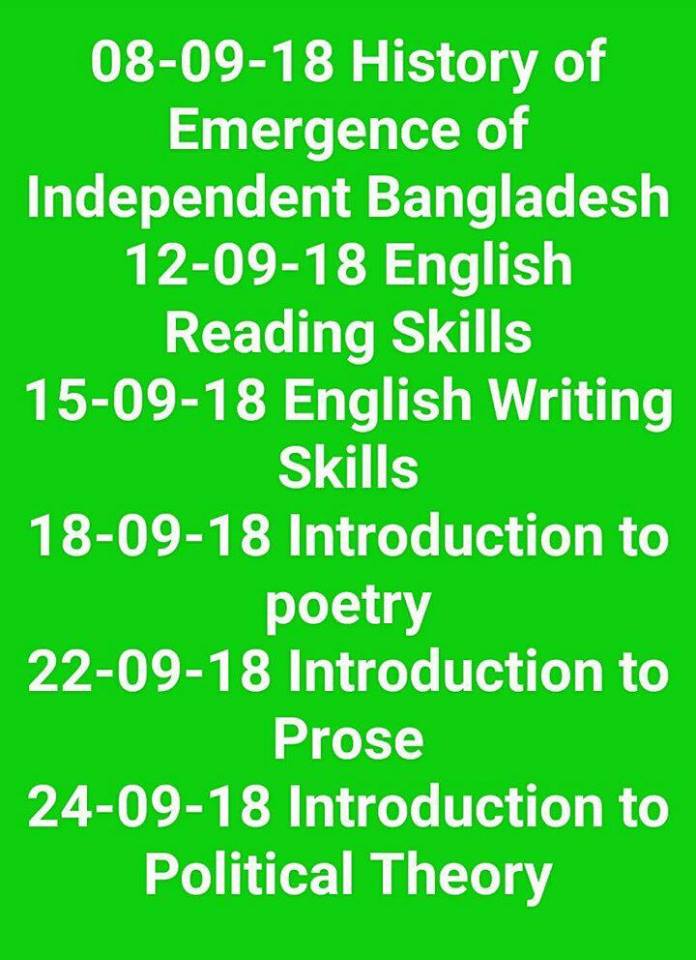 08-09-18 History of
Emergence of
Independent Bangladesh
12-09-18 English
Reading Skills
15-09-18 English Writing
Skills
18-09-18 Introduction to
poetry
22-09-18 Introduction to
Prose
24-09-18 Introduction to
Political Theory